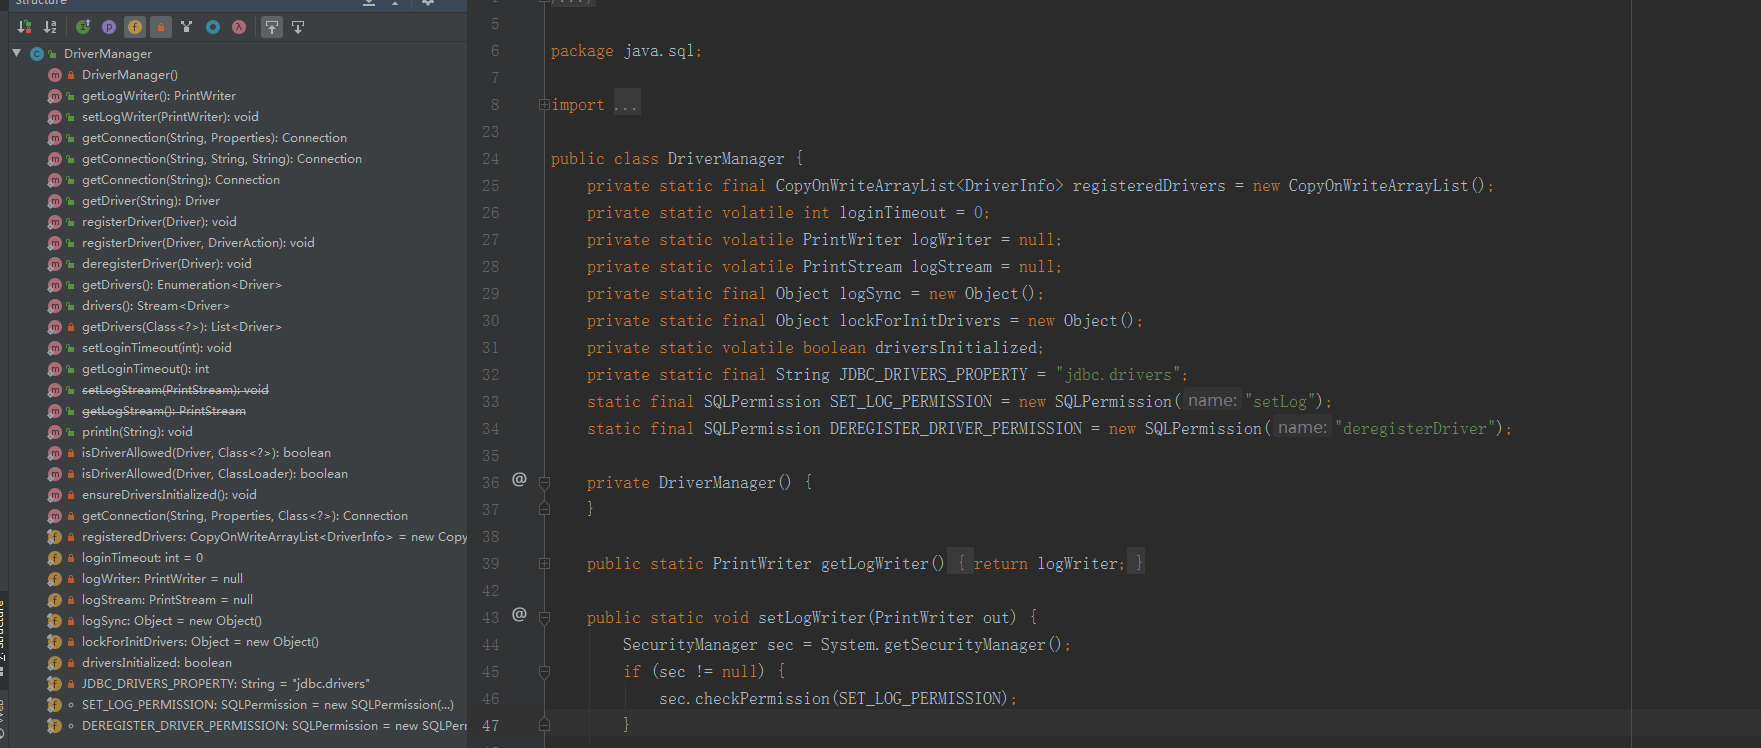 Structure
DriverManager
DriverManager()
getLogWriter(): PrintWriter
setLogWriter(PrintWriter): void
getConnection(String, Properties): Connection
getConnection(String, String, String): Connection
getConnection(String): Connection
getDriver(String): Driver
registerDriver(Driver): void
registerDriver(Driver, DriverAction): void
deregisterDriver(Driver): void
getDrivers(): Enumeration<Driver>
drivers(): Stream<Driver>
getDrivers(Class<?>): List<Driver>
setLoginTimeout(int): void
getLoginTimeout(): int
setLogStream(PrintStream): void
getLogStream(): PrintStream
println(String): void
isDriverAllowed(Driver, Class<?>): boolean
isDriverAllowed(Driver, ClassLoader): boolean
ensureDriversInitialized(): void
getConnection(String, Properties, Class<?>): Connection
registeredDrivers: CopyOnWriteArrayList<DriverInfo> = new Copy
loginTimeout: int = 0
logWriter: PrintWriter = null
logStream: PrintStream = null
logSync: Object = new Object()
lockForInitDrivers: Object = new Object()
driversInitialized: boolean
JDBC_DRIVERS_PROPERTY: String = "jdbc.drivers"
SET_LOG_PERMISSION: SQLPermission = new SQLPermission(...)
DEREGISTER_DRIVER_PERMISSION: SQLPermission = new SQLPerr
5
6 package java.sql;
7
8 import ...
23
24 public class DriverManager {
25 private static final CopyOnWriteArrayList<DriverInfo> registeredDrivers = new CopyOnWriteArrayList();
26 private static volatile int loginTimeout = 0;
27 private static volatile PrintWriter logWriter = null;
28 private static volatile PrintStream logStream = null;
29 private static final Object logSync = new Object();
30 private static final Object lockForInitDrivers = new Object();
31 private static volatile boolean driversInitialized;
32 private static final String JDBC_DRIVERS_PROPERTY = "jdbc.drivers";
33 static final SQLPermission SET_LOG_PERMISSION = new SQLPermission( name: "setLog");
34 static final SQLPermission DEREGISTER_DRIVER_PERMISSION = new SQLPermission( name: "deregisterDriver");
35
36 @ private DriverManager() {
37 }
38
39 public static PrintWriter getLogWriter() { return logWriter; }
42
43 @ public static void setLogWriter(PrintWriter out) {
44 SecurityManager sec = System.getSecurityManager();
45 if (sec != null) {
46 sec.checkPermission(SET_LOG_PERMISSION);
47 }